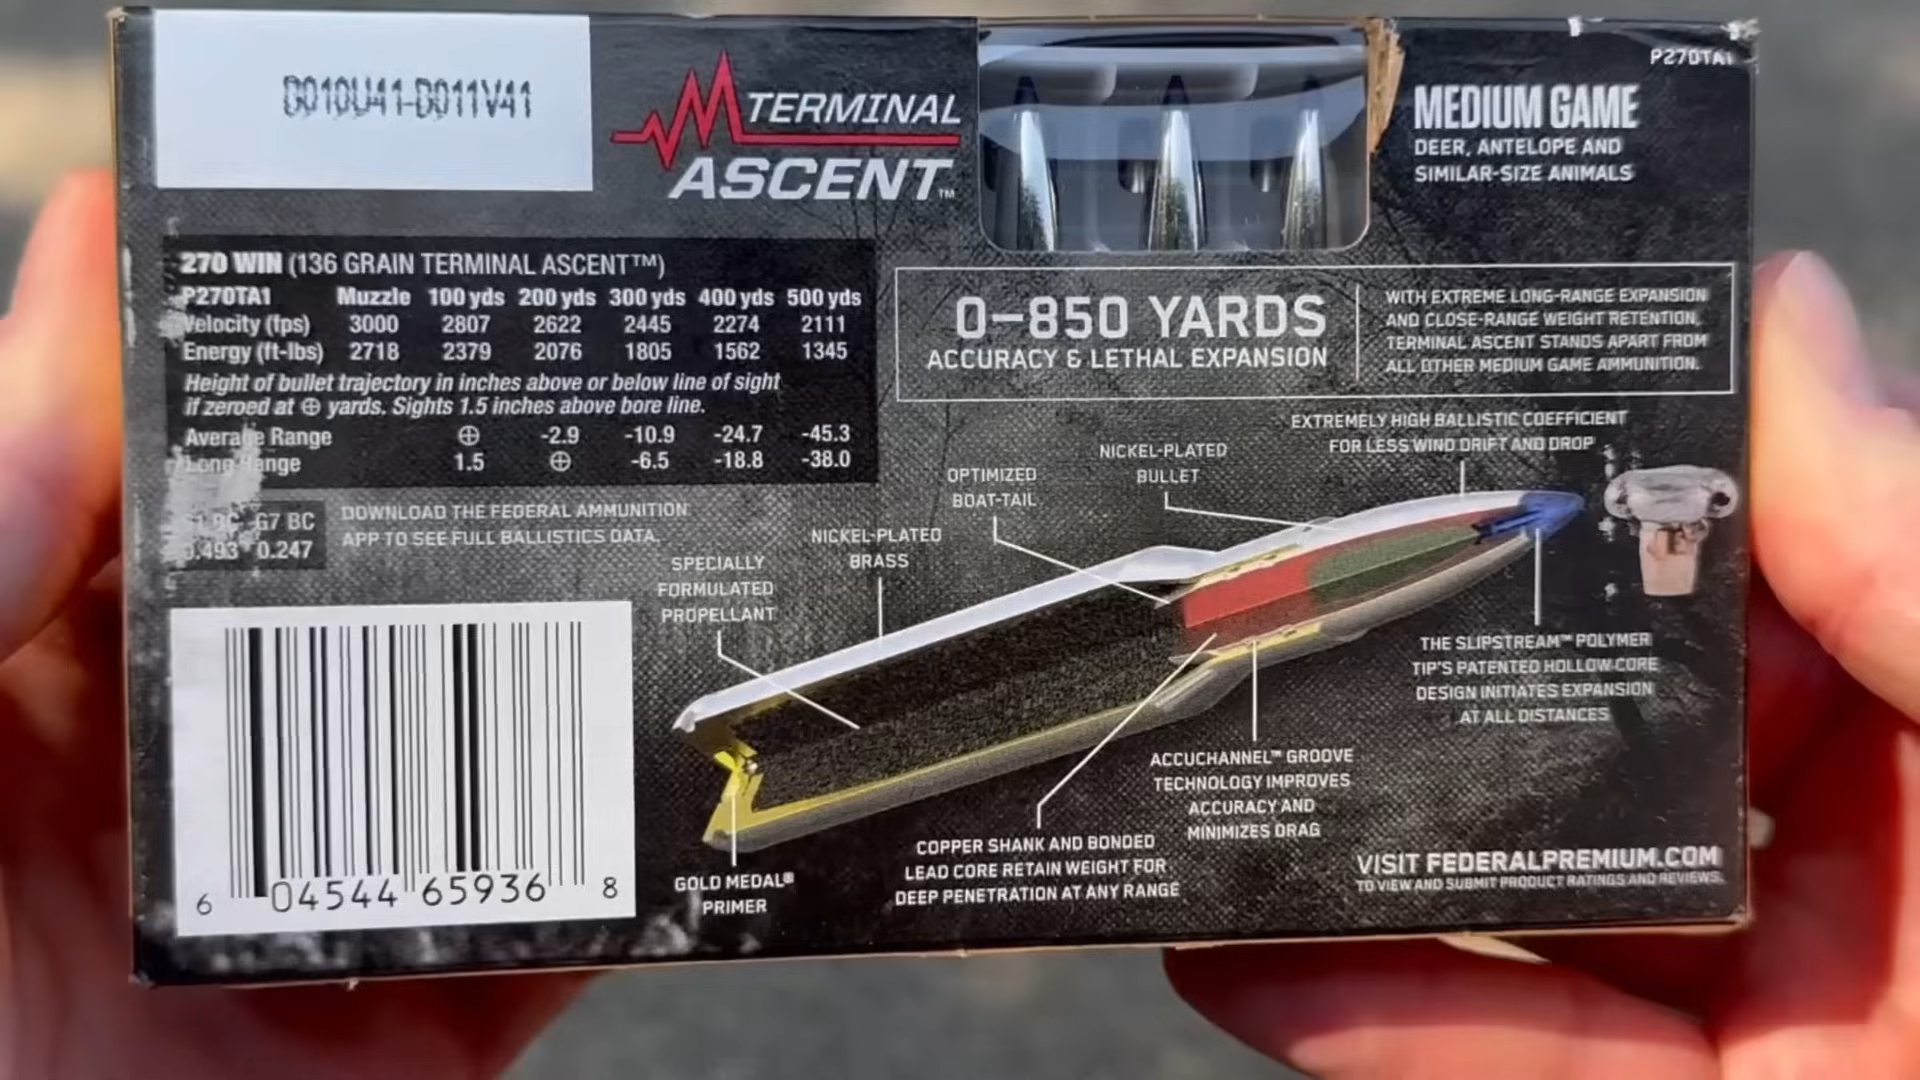 D010U41-D011V41
TERMINAL
ASCENT™
P270TA1
MEDIUM GAME
DEER, ANTELOPE AND
SIMILAR-SIZE ANIMALS
270 WIN (136 GRAIN TERMINAL ASCENT™)
P270TA1 Muzzle 100 yds 200 yds 300 yds 400 yds 500 yds
Velocity (fps) 3000 2807 2622 2445 2274 2111
Energy (ft-lbs) 2718 2379 2076 1805 1562 1345
Height of bullet trajectory in inches above or below line of sight
if zeroed at ⊕ yards. Sights 1.5 inches above bore line.
Average Range ⊕ -2.9 -10.9 -24.7 -45.3
Long Range 1.5 ⊕ -6.5 -18.8 -38.0
G1 BC G7 BC
0.493 0.247
DOWNLOAD THE FEDERAL AMMUNITION
APP TO SEE FULL BALLISTICS DATA.
0–850 YARDS
ACCURACY & LETHAL EXPANSION
WITH EXTREME LONG-RANGE EXPANSION
AND CLOSE-RANGE WEIGHT RETENTION,
TERMINAL ASCENT STANDS APART FROM
ALL OTHER MEDIUM GAME AMMUNITION.
EXTREMELY HIGH BALLISTIC COEFFICIENT
FOR LESS WIND DRIFT AND DROP
NICKEL-PLATED
BULLET
OPTIMIZED
BOAT-TAIL
NICKEL-PLATED
BRASS
SPECIALLY
FORMULATED
PROPELLANT
THE SLIPSTREAM™ POLYMER
TIP'S PATENTED HOLLOW-CORE
DESIGN INITIATES EXPANSION
AT ALL DISTANCES
ACCUCHANNEL™ GROOVE
TECHNOLOGY IMPROVES
ACCURACY AND
MINIMIZES DRAG
COPPER SHANK AND BONDED
LEAD CORE RETAIN WEIGHT FOR
DEEP PENETRATION AT ANY RANGE
GOLD MEDAL®
PRIMER
VISIT FEDERALPREMIUM.COM
TO VIEW AND SUBMIT PRODUCT RATINGS AND REVIEWS.
6 04544 65936 8